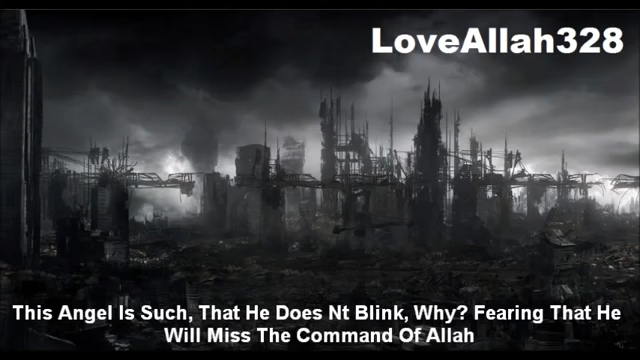 LoveAllah328
This Angel Is Such, That He Does Nt Blink, Why? Fearing That He
Will Miss The Command Of Allah